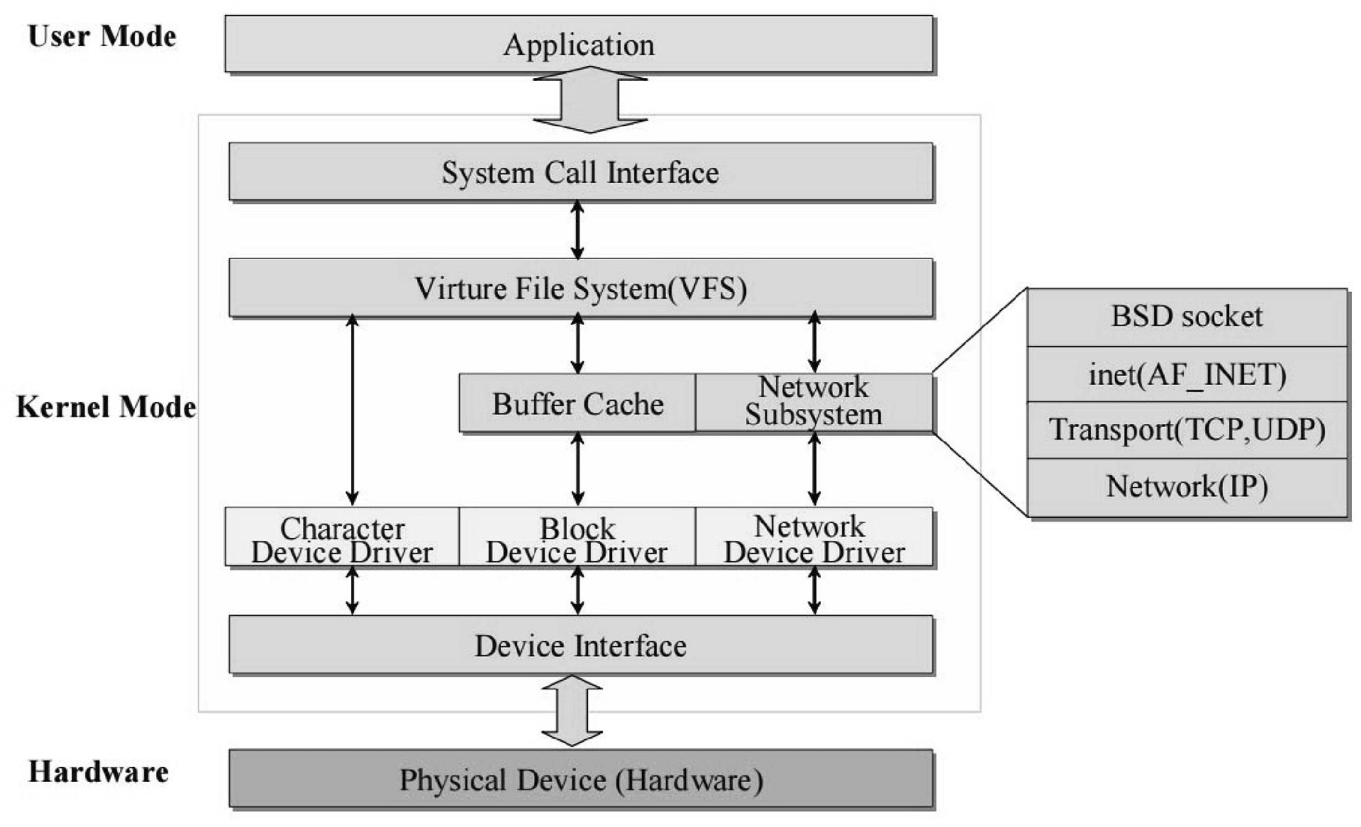 User Mode
Application
System Call Interface
Virture File System(VFS)
Kernel Mode
Buffer Cache
Network
Subsystem
BSD socket
inet(AF_INET)
Transport(TCP,UDP)
Network(IP)
Character
Device Driver
Block
Device Driver
Network
Device Driver
Device Interface
Hardware
Physical Device (Hardware)